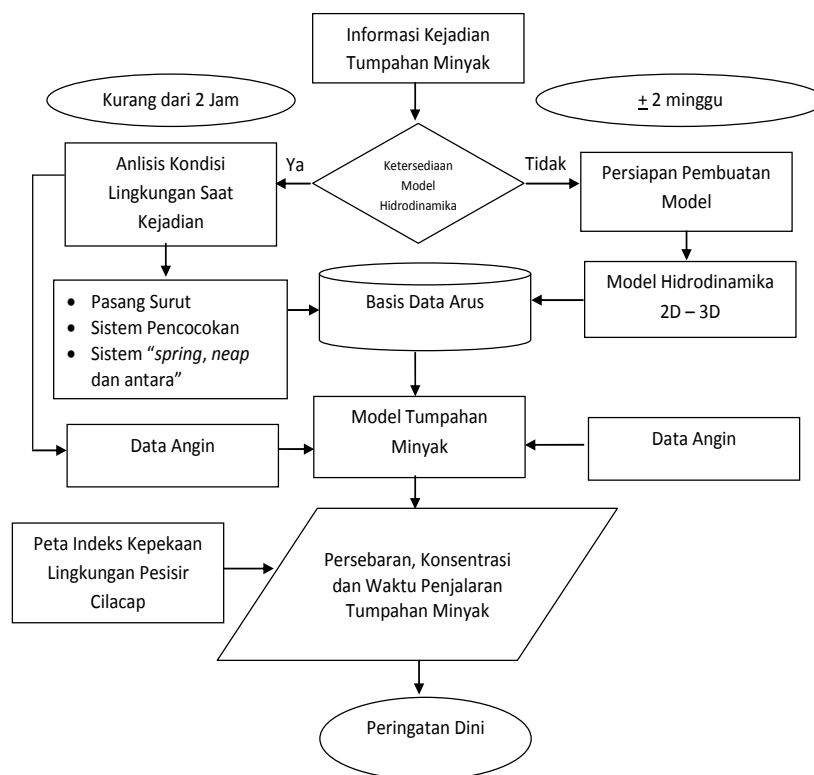 Informasi Kejadian
Tumpahan Minyak
Kurang dari 2 Jam
+ 2 minggu
Anlisis Kondisi
Lingkungan Saat
Kejadian
Ya
Ketersediaan
Model
Hidrodinamika
Tidak
Persiapan Pembuatan
Model
• Pasang Surut
• Sistem Pencocokan
• Sistem “spring, neap
dan antara”
Basis Data Arus
Model Hidrodinamika
2D – 3D
Data Angin
Model Tumpahan
Minyak
Data Angin
Peta Indeks Kepekaan
Lingkungan Pesisir
Cilacap
Persebaran, Konsentrasi
dan Waktu Penjalaran
Tumpahan Minyak
Peringatan Dini